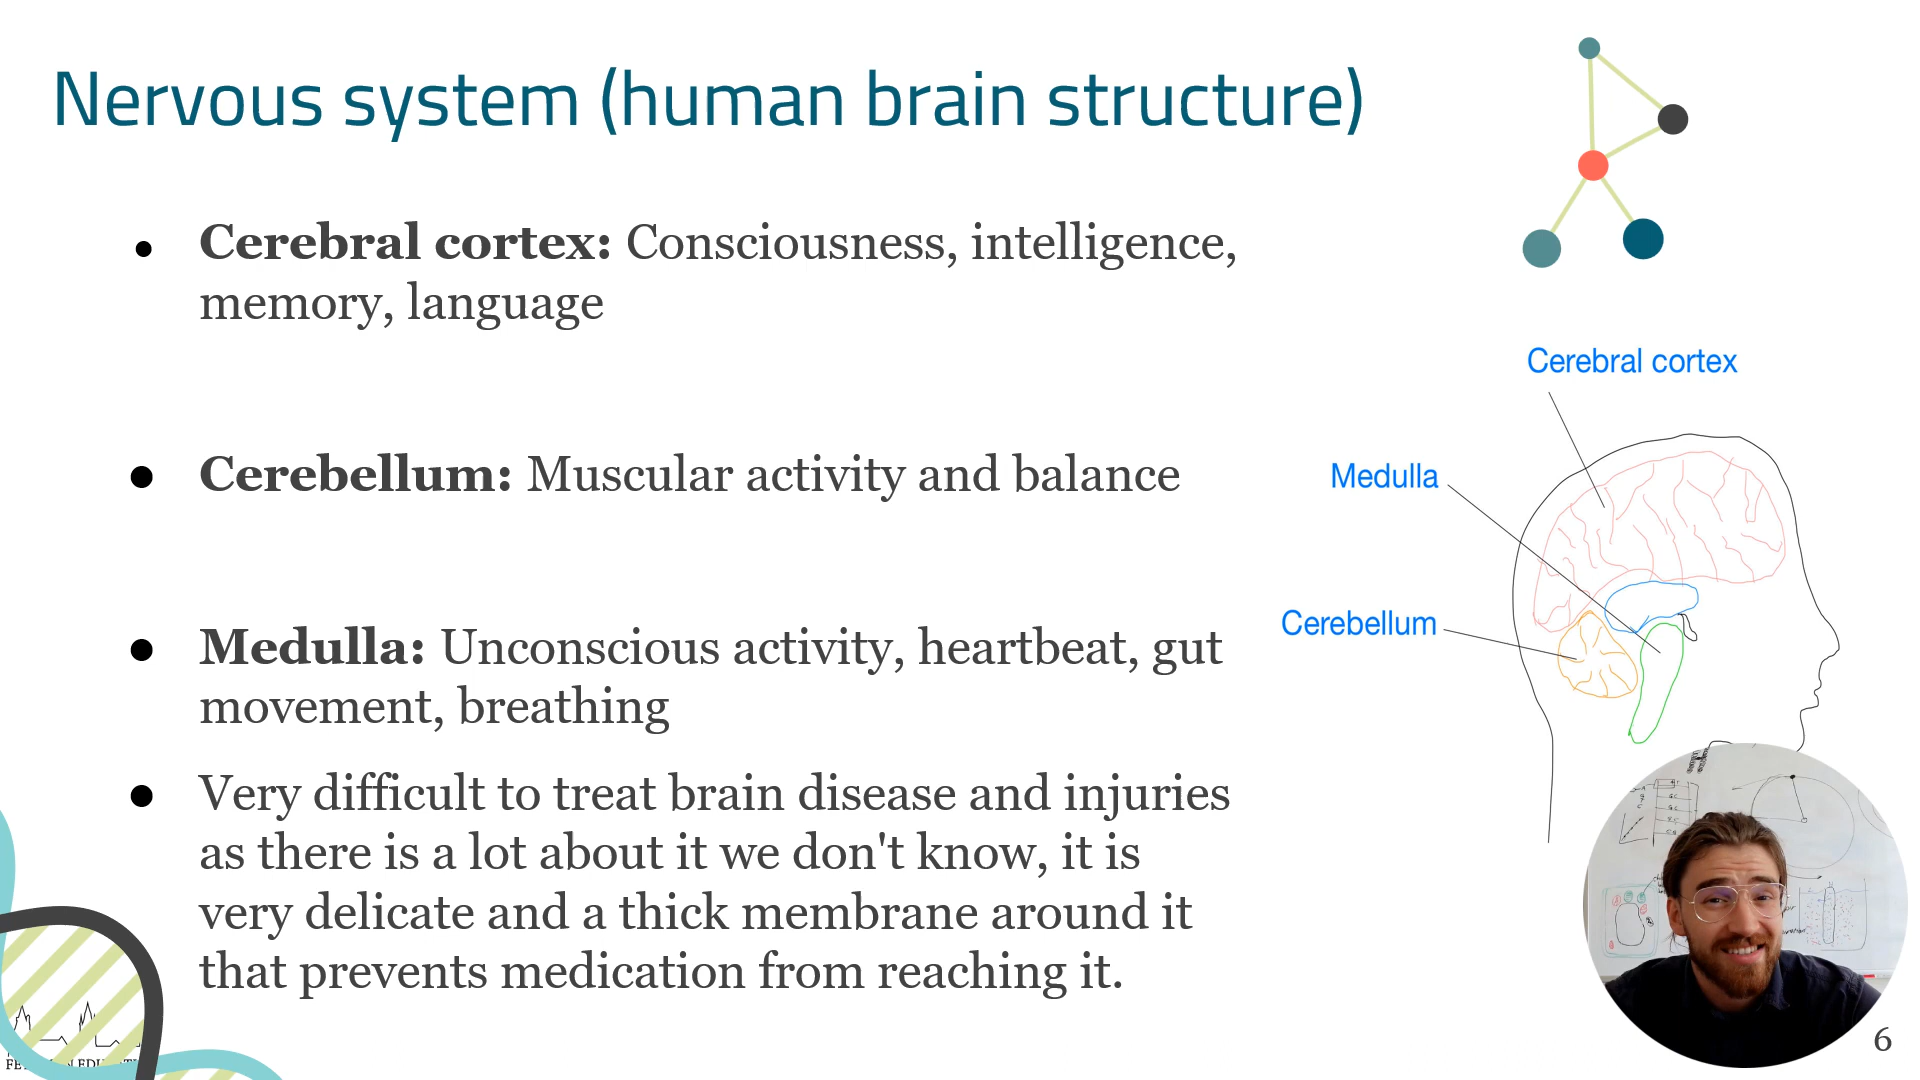 Nervous system (human brain structure)
Cerebral cortex: Consciousness, intelligence,
memory, language
Cerebellum: Muscular activity and balance
Medulla: Unconscious activity, heartbeat, gut
movement, breathing
Very difficult to treat brain disease and injuries
as there is a lot about it we don't know, it is
very delicate and a thick membrane around it
that prevents medication from reaching it.
Cerebral cortex
Medulla
Cerebellum
6